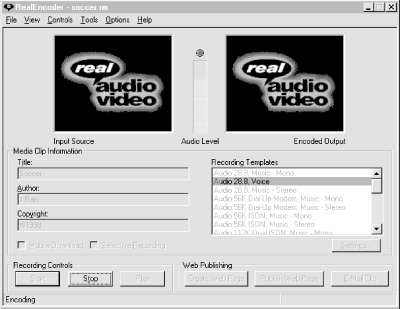 RealEncoder - soccer.rm
File View Controls Tools Options Help
real audio video
real audio video
Input Source Audio Level Encoded Output
Media Clip Information
Title:
Soccer
Author:
Copyright:
©1998
Mobile Download Selective Recording
Recording Templates
Audio 28.8, Music - Mono
Audio 28.8, Voice
Audio 28.8, Music - Stereo
Audio 56K Dial-Up Modem, Music - Mono
Audio 56K Dial-Up Modem, Music - Stereo
Audio 56K ISDN, Music - Mono
Audio 56K ISDN, Music - Stereo
Audio 112K Dual ISDN, Music - Mono
Settings...
Recording Controls
Start Stop Play
Web Publishing
Create Web Page Publish Web Page E-Mail Clip
Encoding